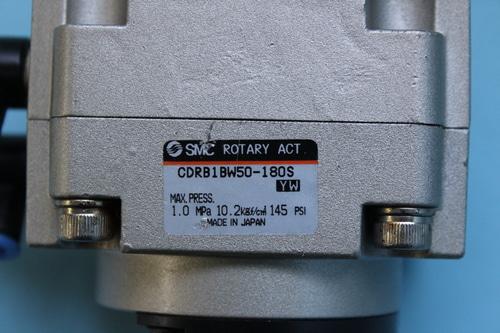 SMC ROTARY ACT.
CDRB1BW50-180S
YW
MAX.PRESS.
1.0 MPa 10.2kgf/cm² 145 PSI
MADE IN JAPAN